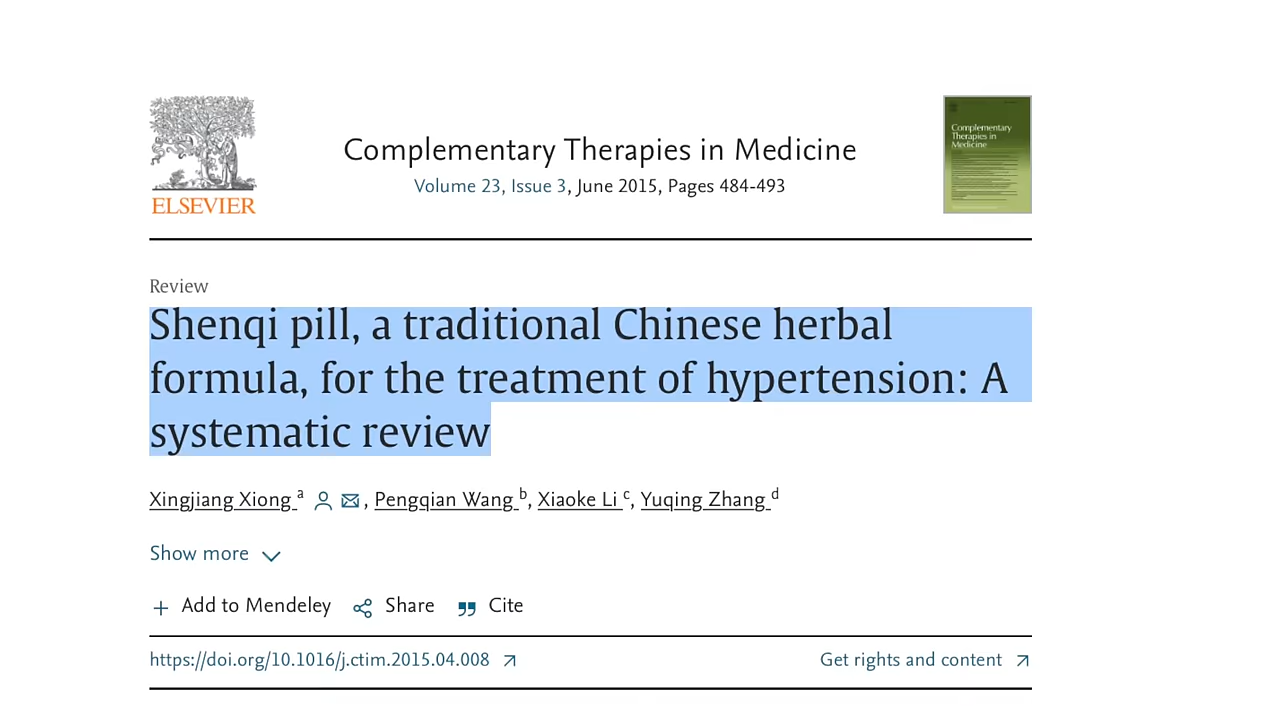 ELSEVIER
Complementary Therapies in Medicine
Volume 23, Issue 3, June 2015, Pages 484-493
Complementary
Therapies in
Medicine
Review
Shenqi pill, a traditional Chinese herbal
formula, for the treatment of hypertension: A
systematic review
Xingjiang Xiong a, Pengqian Wang b, Xiaoke Li c, Yuqing Zhang d
Show more
Add to Mendeley Share Cite
https://doi.org/10.1016/j.ctim.2015.04.008 Get rights and content